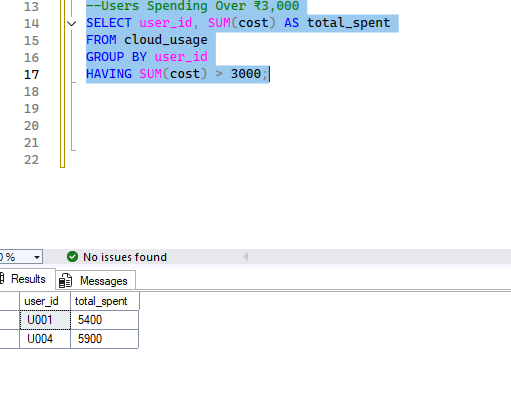 13 --Users Spending Over ₹3,000
14 SELECT user_id, SUM(cost) AS total_spent
15 FROM cloud_usage
16 GROUP BY user_id
17 HAVING SUM(cost) > 3000;
18
19
20
21
22
0 % No issues found
Results Messages
user_id total_spent
U001 5400
U004 5900